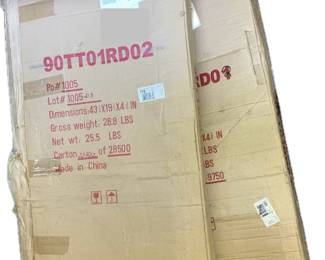 90TT01RD02
Po# 1005
Lot# 1005-
Dimensions: 43 X19 X4 IN
Gross weight: 28.8 LBS
Net wt: 25.5 LBS
Carton of 28500
Made in China
RD0
IN
LBS
LBS
9750